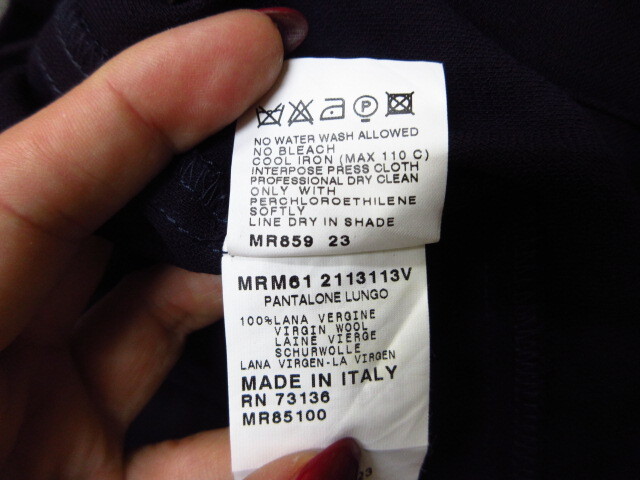 P
NO WATER WASH ALLOWED
NO BLEACH
COOL IRON (MAX 110 C)
INTERPOSE PRESS CLOTH
PROFESSIONAL DRY CLEAN
ONLY WITH
PERCHLOROETHILENE
SOFTLY
LINE DRY IN SHADE
MR859 23
MRM61 2113113V
PANTALONE LUNGO
100%LANA VERGINE
VIRGIN WOOL
LAINE VIERGE
SCHURWOLLE
LANA VIRGEN-LA VIRGEN
MADE IN ITALY
RN 73136
MR85100